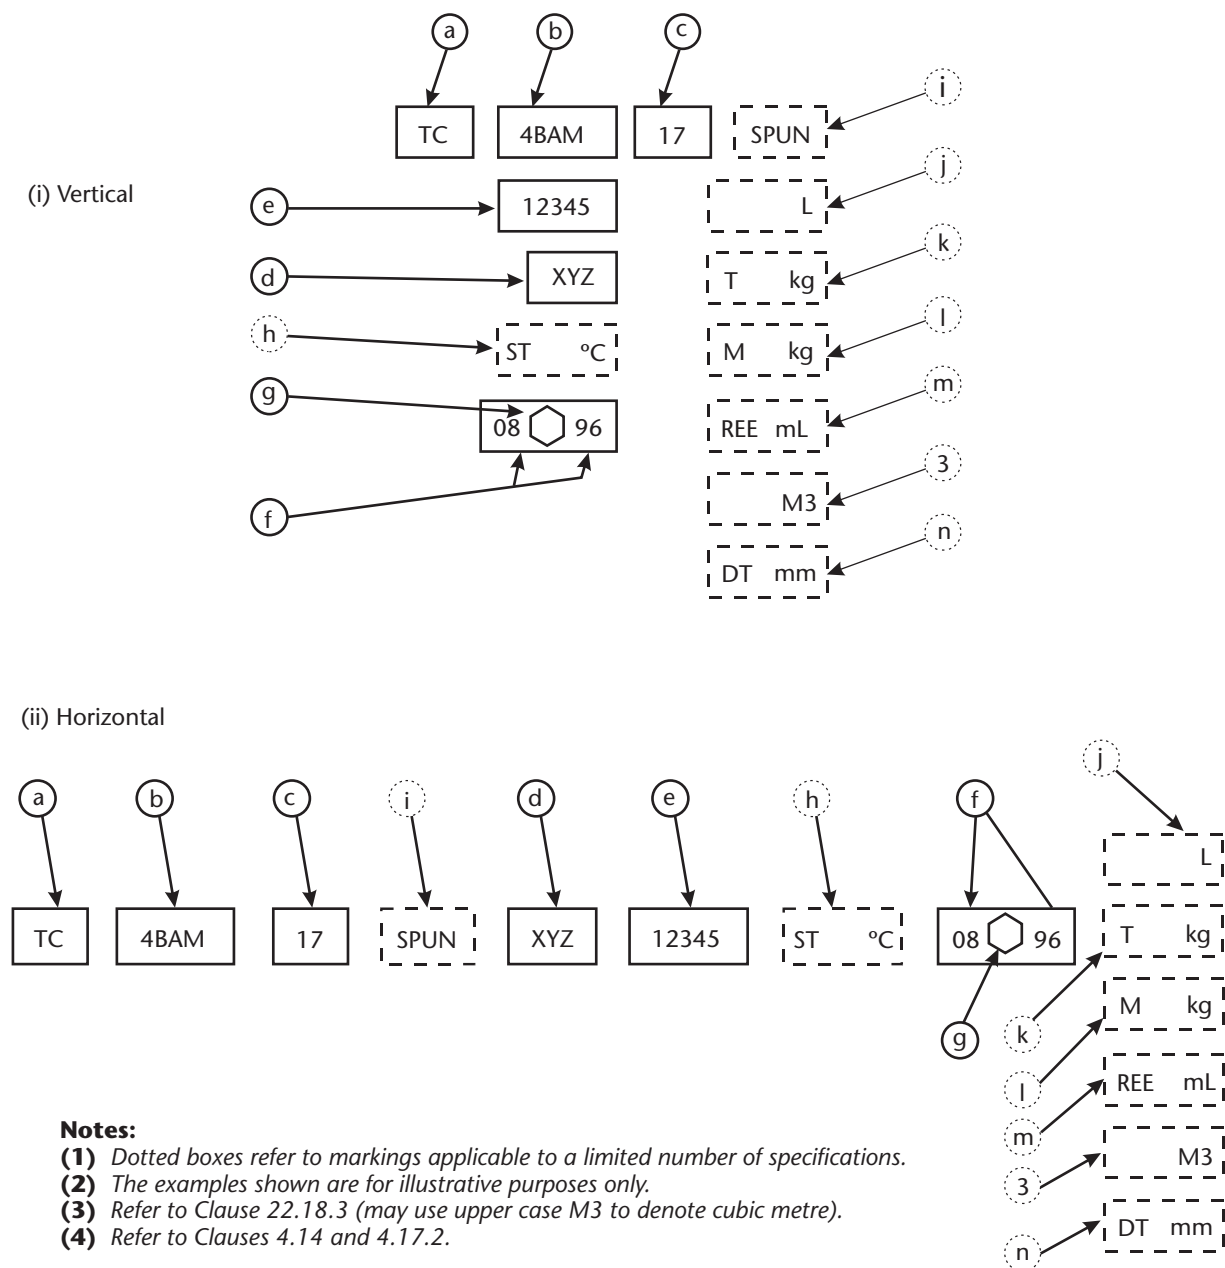 a b c
i
TC 4BAM 17 SPUN
j
(i) Vertical
e 12345 L
k
d XYZ T kg
h l
ST ºC M kg
g m
08 96 REE mL
3
M3
f
n
DT mm
(ii) Horizontal
j
a b c i d e h f
L
TC 4BAM 17 SPUN XYZ 12345 ST ºC 08 96 T kg
M kg
g k
REE mL
l
m
M3
3
DT mm
n
Notes:
(1) Dotted boxes refer to markings applicable to a limited number of specifications.
(2) The examples shown are for illustrative purposes only.
(3) Refer to Clause 22.18.3 (may use upper case M3 to denote cubic metre).
(4) Refer to Clauses 4.14 and 4.17.2.